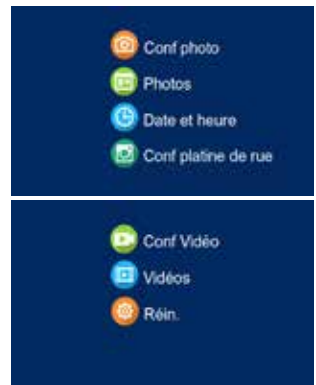 Conf photo
Photos
Date et heure
Conf platine de rue
Conf Vidéo
Vidéos
Réin.